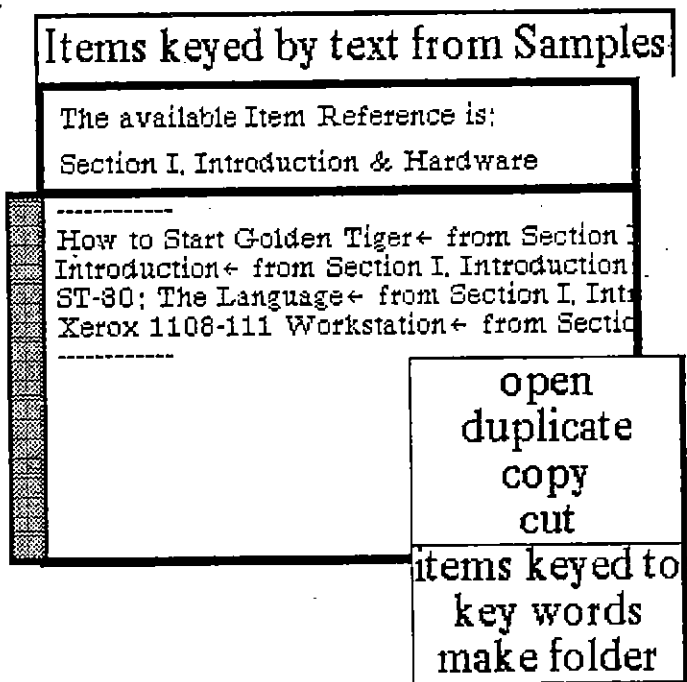 Items keyed by text from Samples
The available Item Reference is:
Section I, Introduction & Hardware
------------
How to Start Golden Tiger← from Section I
Introduction← from Section I, Introduction
ST-80: The Language← from Section I, Intr
Xerox 1108-111 Workstation← from Sectio
------------
open
duplicate
copy
cut
items keyed to
key words
make folder